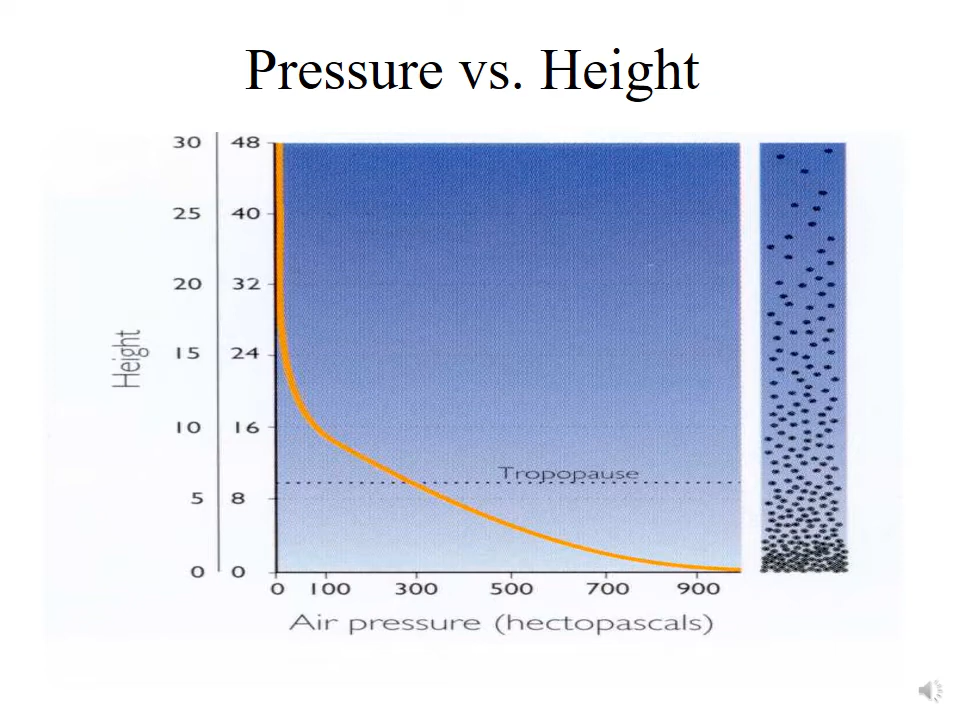 Pressure vs. Height
30 48
25 40
20 32
Height
15 24
10 16
Tropopause
5 8
0 0
0 100 300 500 700 900
Air pressure (hectopascals)